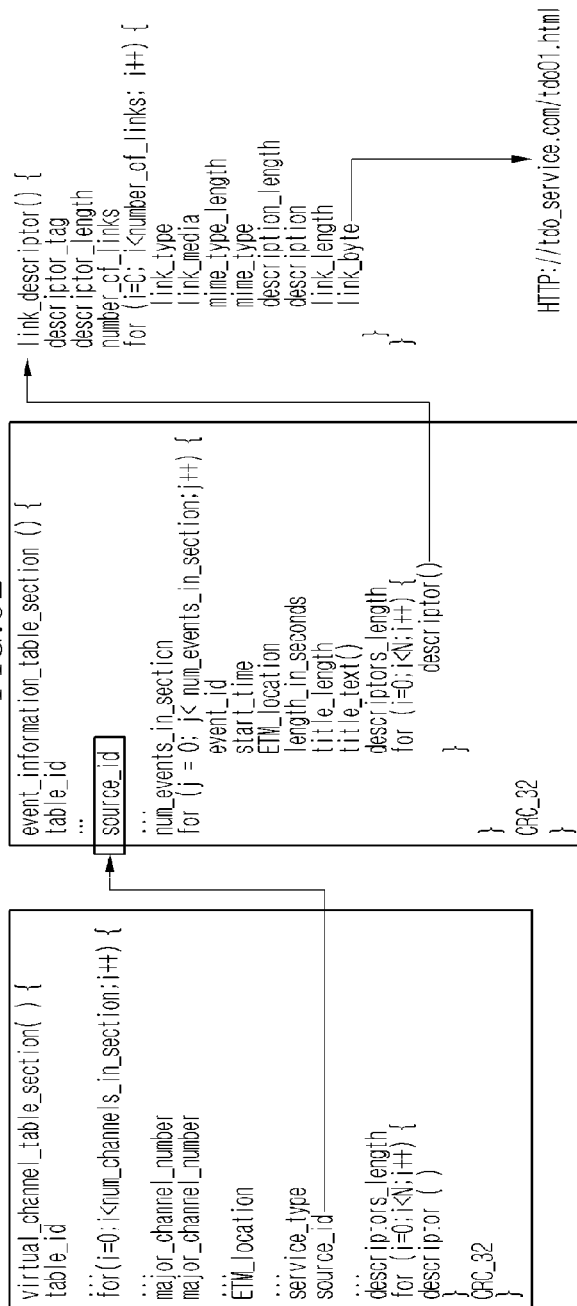 virtual_channel_table_section( ) {
table_id
...
for(i=0;i<num_channels_in_section;i++) {
...
major_channel_number
major_channel_number
...
ETM_location
...
service_type
source_id
...
descriptors_length
for (i=0;i<N;i++) {
descriptor ()
}
CRC_32
}
event_information_table_section () {
table_id
...
source_id
...
num_events_in_section
for (j = 0; j< num_events_in_section;j++) {
event_id
start_time
ETM_location
length_in_seconds
title_length
title_text()
descriptors_length
for (i=0;i<N;i++) {
descriptor()
}
}
CRC_32
}
link_descriptor() {
descriptor_tag
descriptor_length
number_of_links
for (i=0; i<number_of_links; i++) {
link_type
link_media
mime_type_length
mime_type
description_length
description
link_length
link_byte
}
}
HTTP://tdo_service.com/tdo01.html